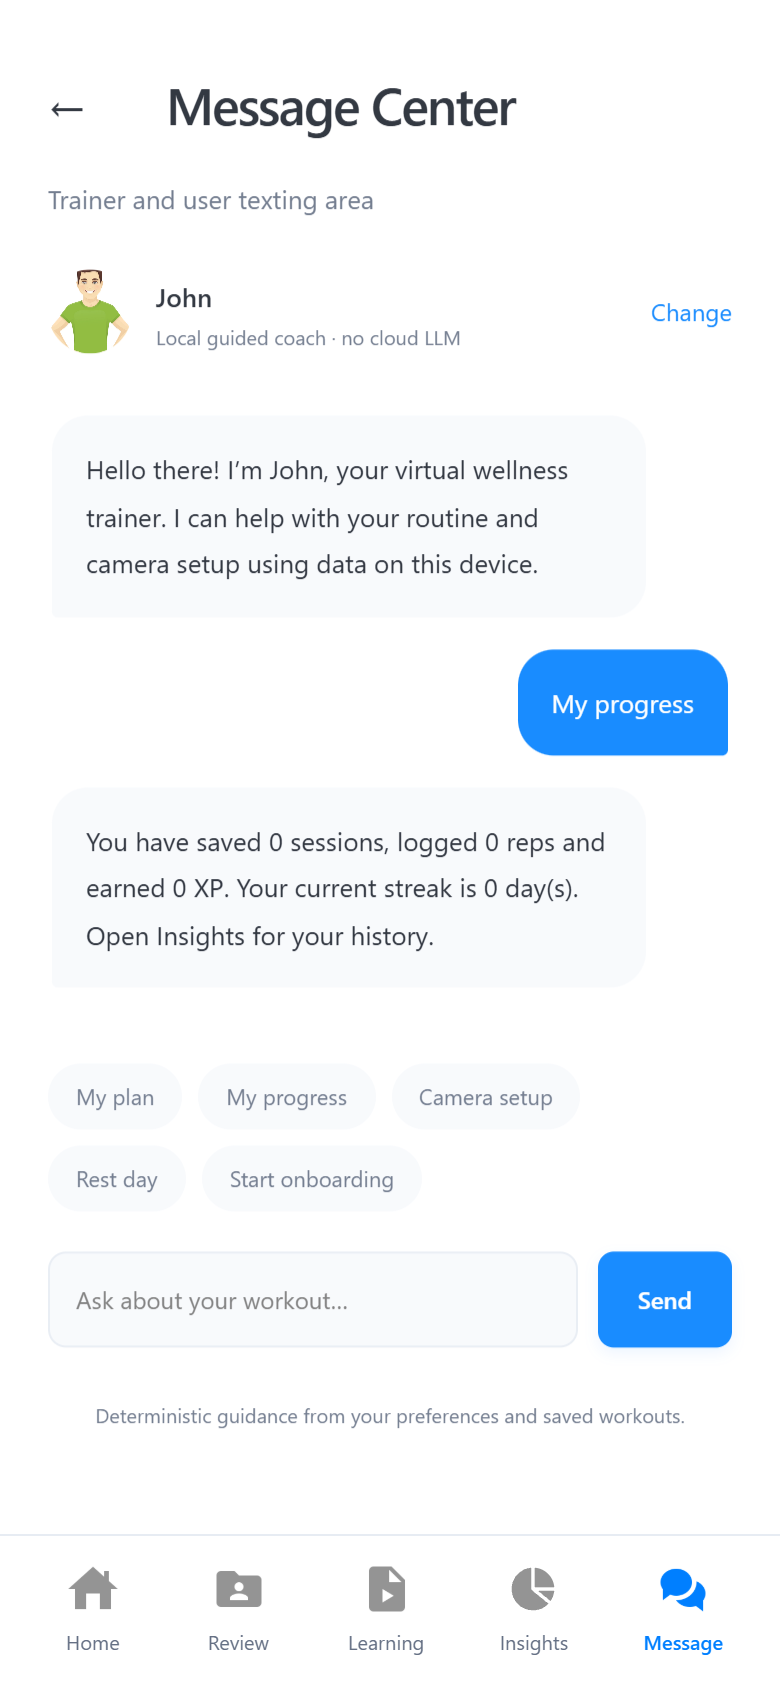 ← Message Center
Trainer and user texting area
John
Local guided coach · no cloud LLM
Change
Hello there! I’m John, your virtual wellness
trainer. I can help with your routine and
camera setup using data on this device.
My progress
You have saved 0 sessions, logged 0 reps and
earned 0 XP. Your current streak is 0 day(s).
Open Insights for your history.
My plan My progress Camera setup
Rest day Start onboarding
Ask about your workout... Send
Deterministic guidance from your preferences and saved workouts.
Home Review Learning Insights Message